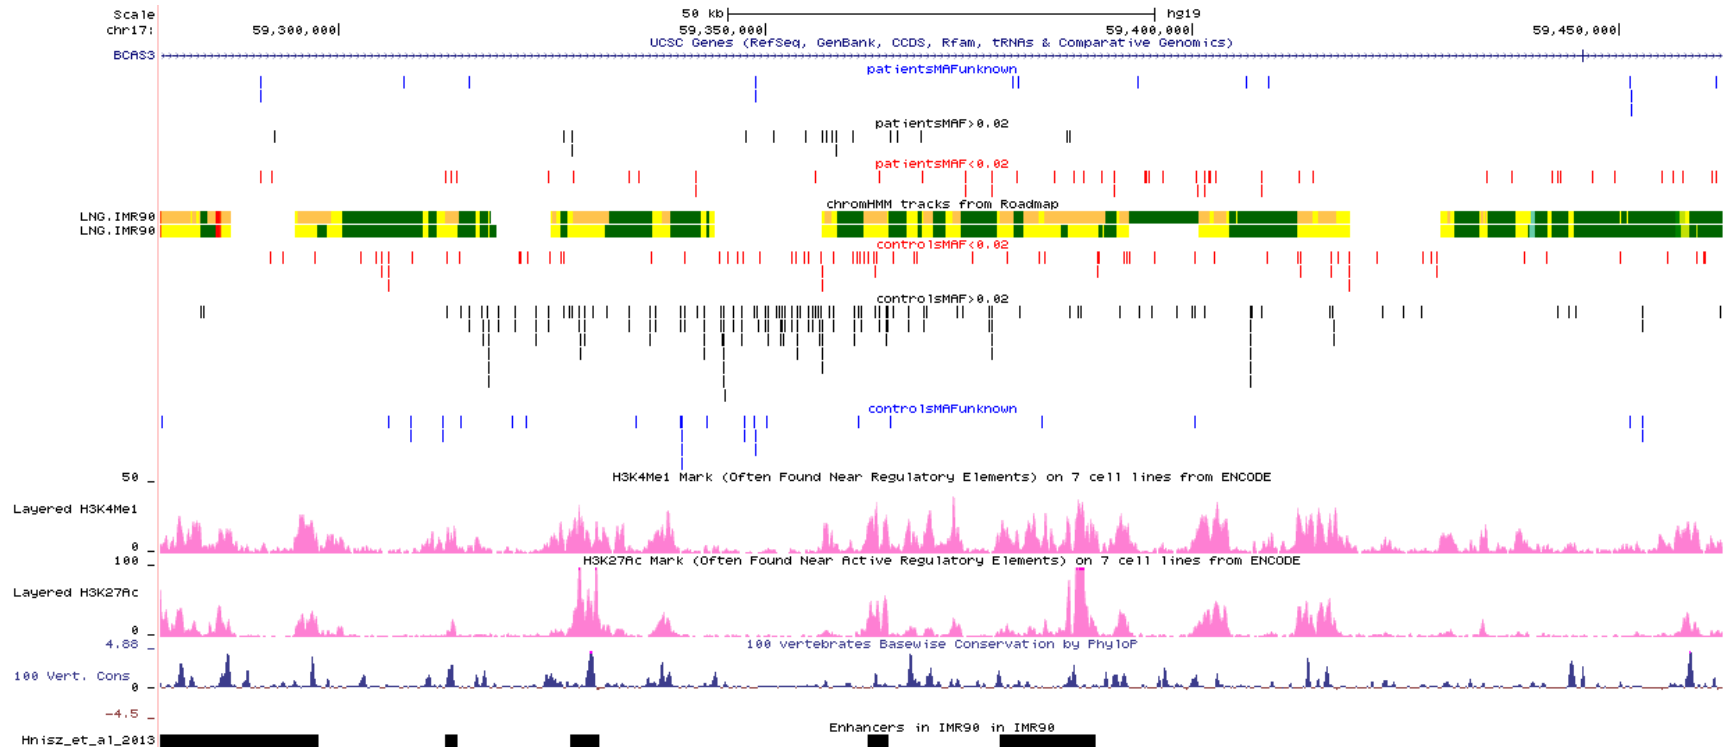 Scale 50 kb hg19
chr17: 59,300,000 59,350,000 59,400,000 59,450,000
UCSC Genes (RefSeq, GenBank, CCDS, Rfam, tRNAs & Comparative Genomics)
BCAS3
patientsMAFunknown
patientsMAF>0.02
patientsMAF<0.02
chromHMM tracks from Roadmap
LNG.IMR90
LNG.IMR90
controlsMAF<0.02
controlsMAF>0.02
controlsMAFunknown
H3K4Me1 Mark (Often Found Near Regulatory Elements) on 7 cell lines from ENCODE
50 _
Layered H3K4Me1
0 _
H3K27Ac Mark (Often Found Near Active Regulatory Elements) on 7 cell lines from ENCODE
100 _
Layered H3K27Ac
0 _
100 vertebrates Basewise Conservation by PhyloP
4.88 _
100 Vert. Cons
0 -
-4.5 _
Enhancers in IMR90 in IMR90
Hnisz_et_al_2013